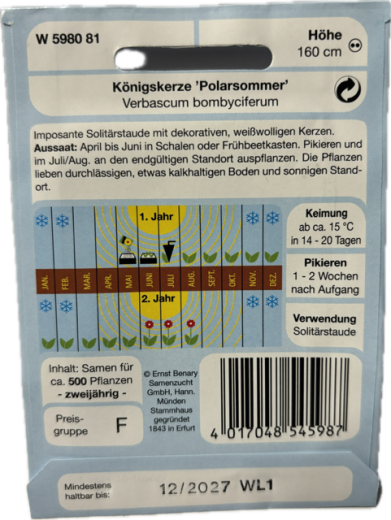 W 5980 81
Höhe
160 cm
Königskerze 'Polarsommer'
Verbascum bombyciferum
Imposante Solitärstaude mit dekorativen, weißwolligen Kerzen.
Aussaat: April bis Juni in Schalen oder Frühbeetkasten. Pikieren und
im Juli/Aug. an den endgültigen Standort auspflanzen. Die Pflanzen
lieben durchlässigen, etwas kalkhaltigen Boden und sonnigen Stand-
ort.
1. Jahr
JAN. FEB. MAR. APR. MAI JUNI JULI AUG. SEPT. OKT. NOV. DEZ.
2. Jahr
Keimung
ab ca. 15 °C
in 14 - 20 Tagen
Pikieren
1 - 2 Wochen
nach Aufgang
Verwendung
Solitärstaude
Inhalt: Samen für
ca. 500 Pflanzen
- zweijährig -
Preis-
gruppe F
© Ernst Benary
Samenzucht
GmbH, Hann.
Münden
Stammhaus
gegründet
1843 in Erfurt
4 017048 545987
Mindestens
haltbar bis:
12/2027 WL1